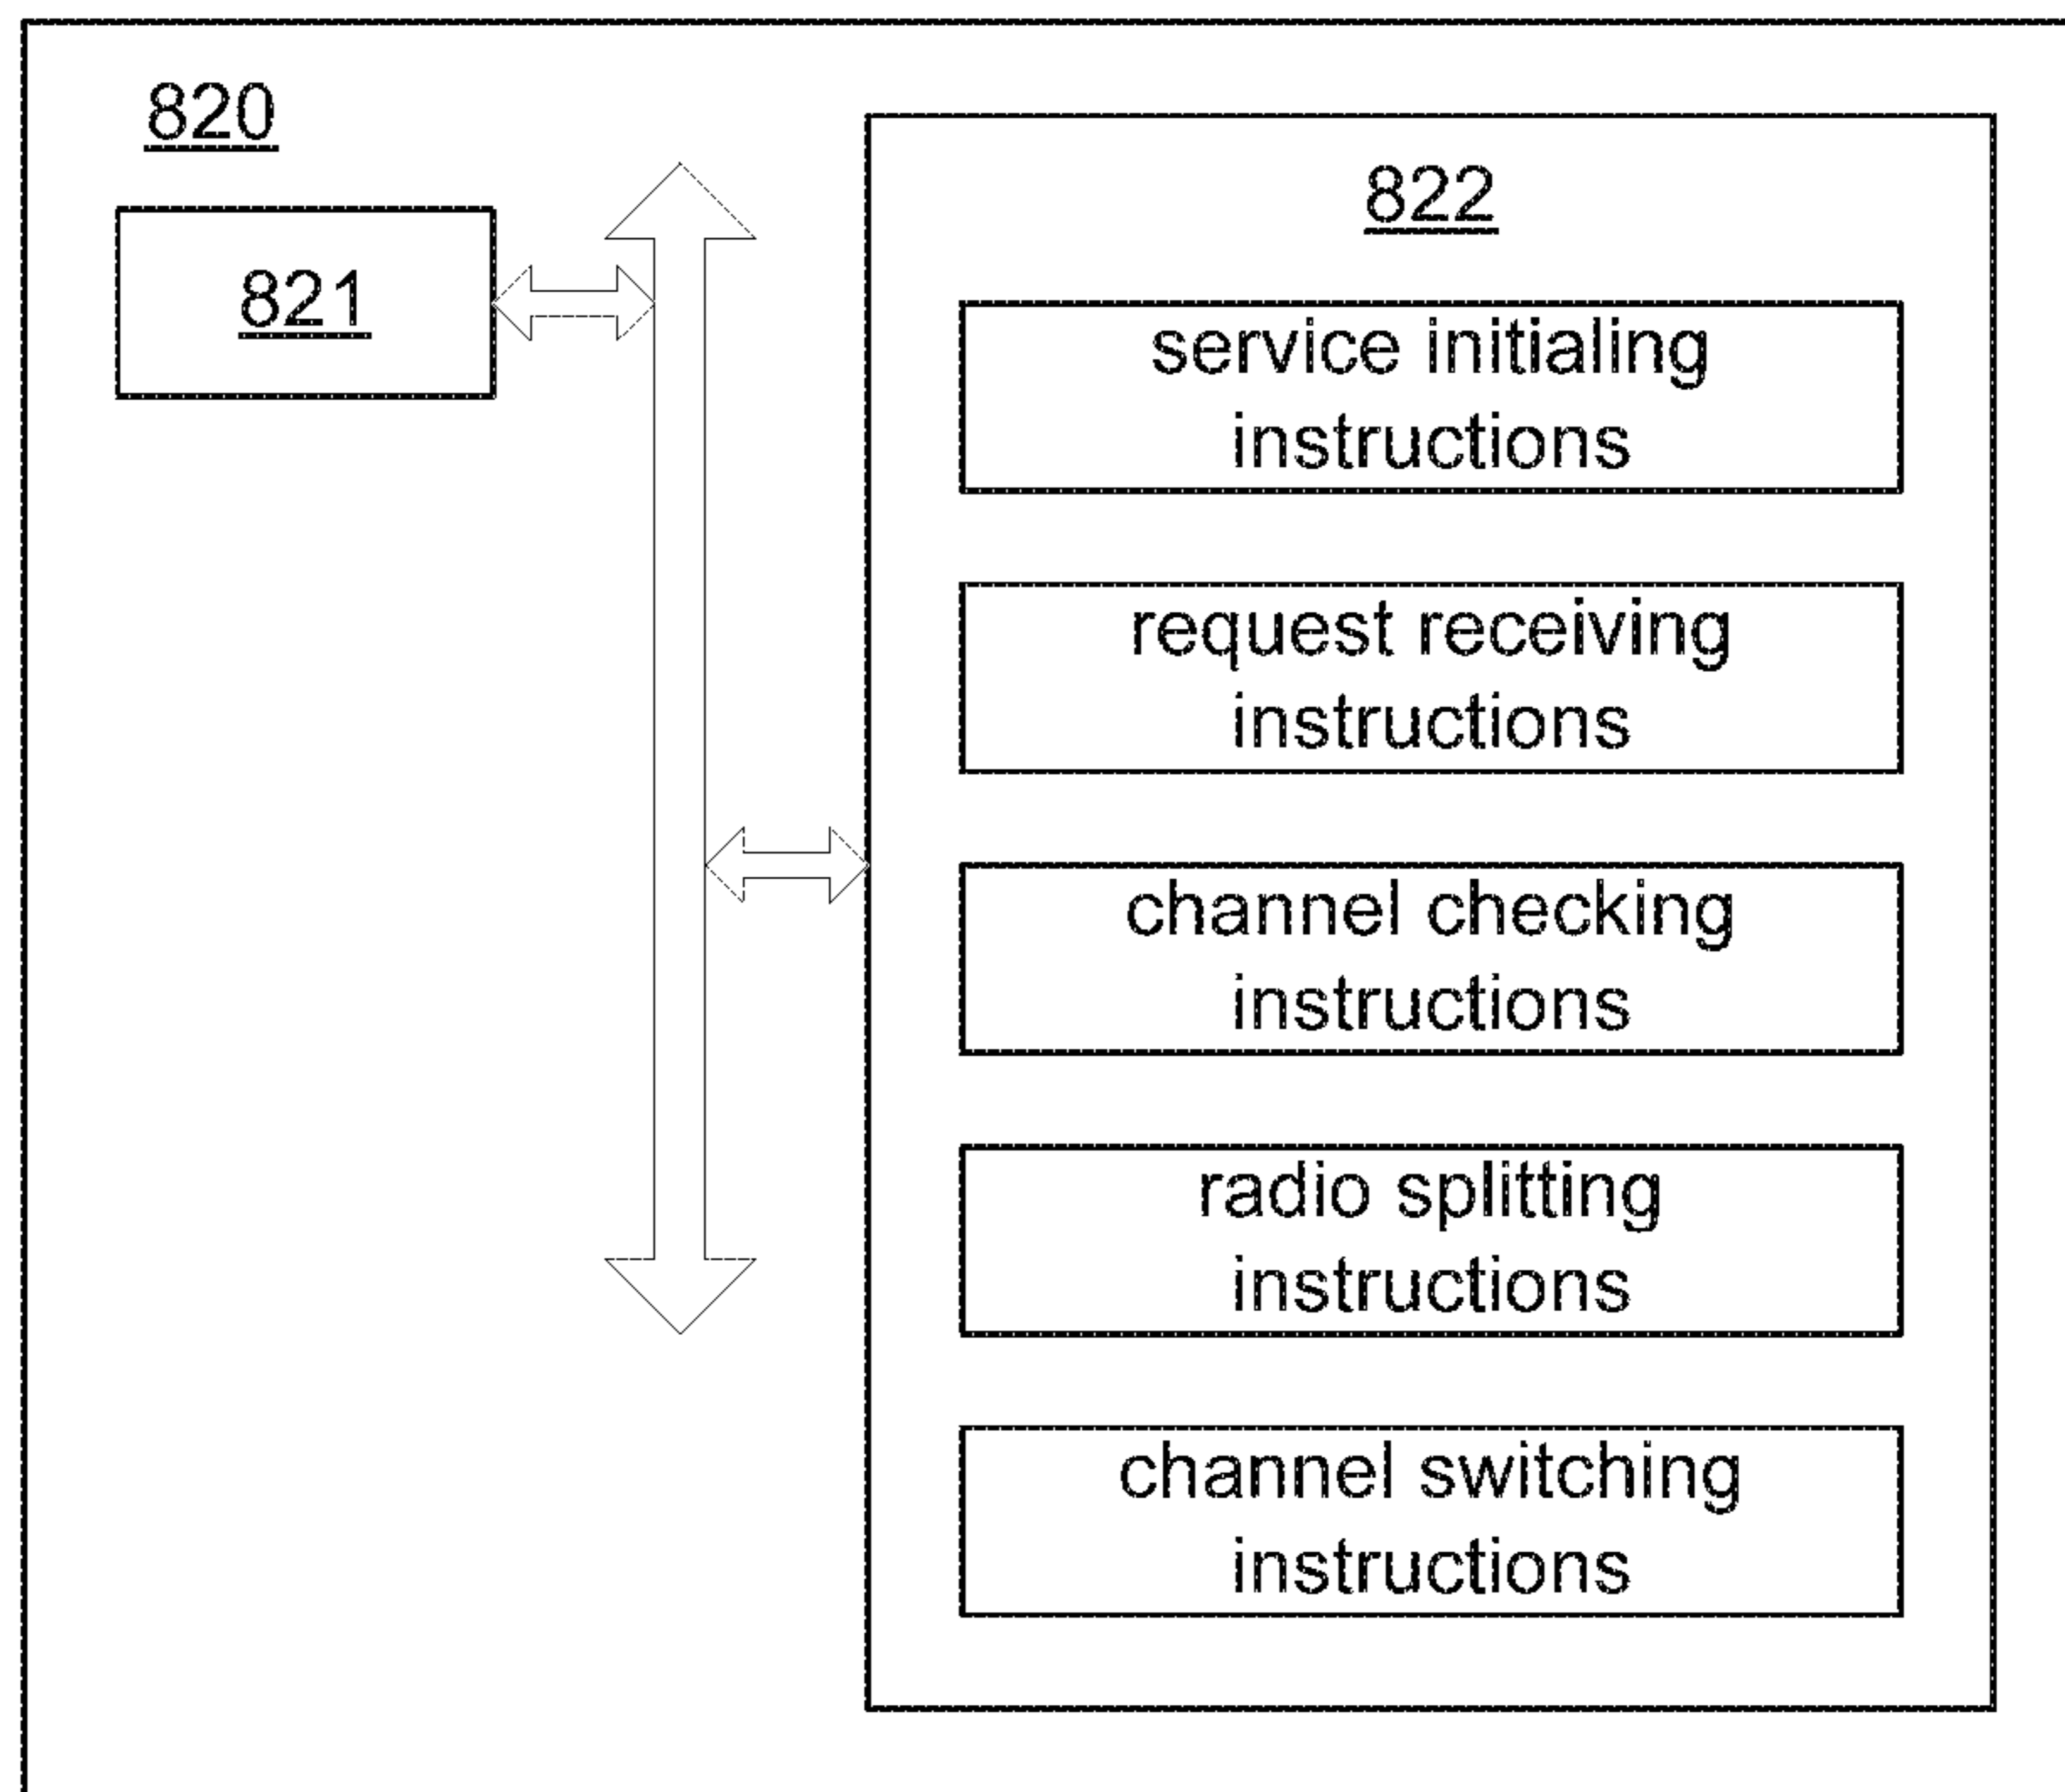 820
821
822
service initialing
instructions
request receiving
instructions
channel checking
instructions
radio splitting
instructions
channel switching
instructions